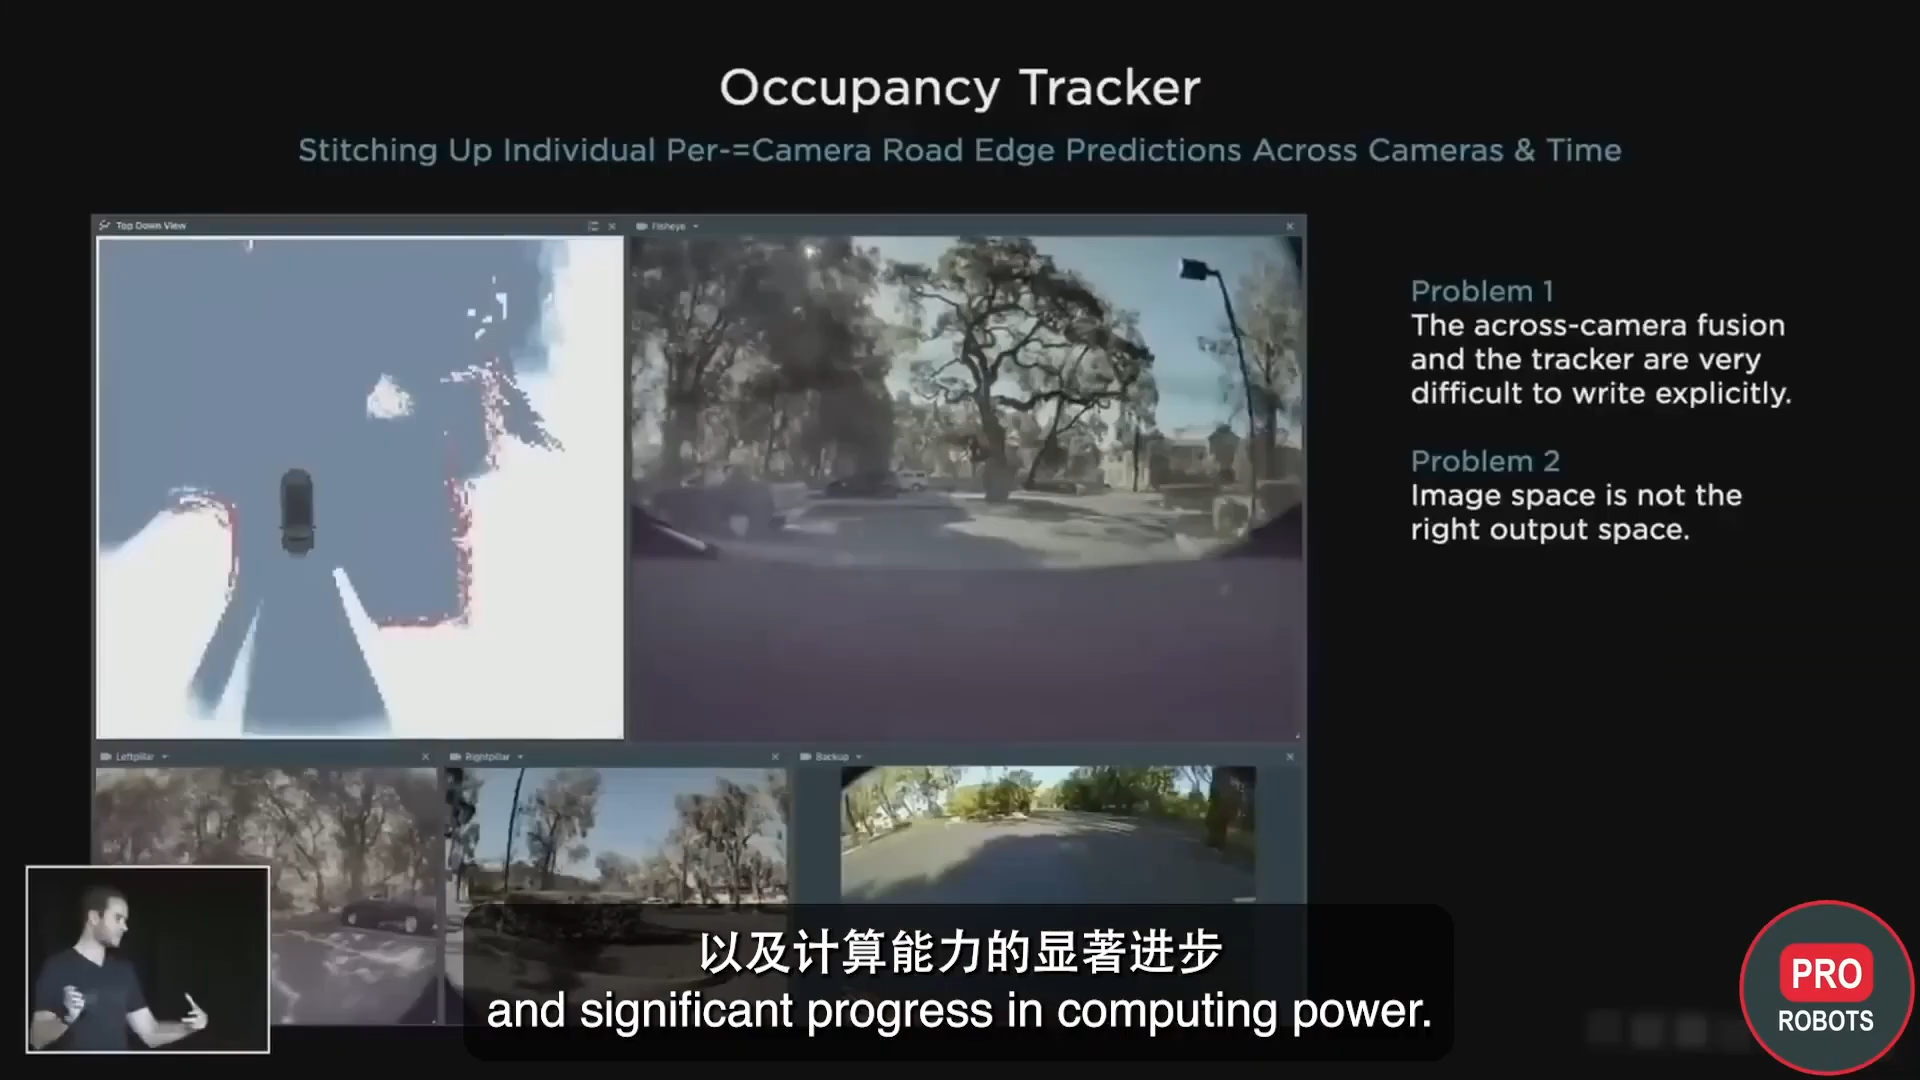 Occupancy Tracker
Stitching Up Individual Per-=Camera Road Edge Predictions Across Cameras & Time
Top Down View
Fisheye
Problem 1
The across-camera fusion
and the tracker are very
difficult to write explicitly.
Problem 2
Image space is not the
right output space.
Leftpillar
Rightpillar
Backup
以及计算能力的显著进步
and significant progress in computing power.
PRO
ROBOTS